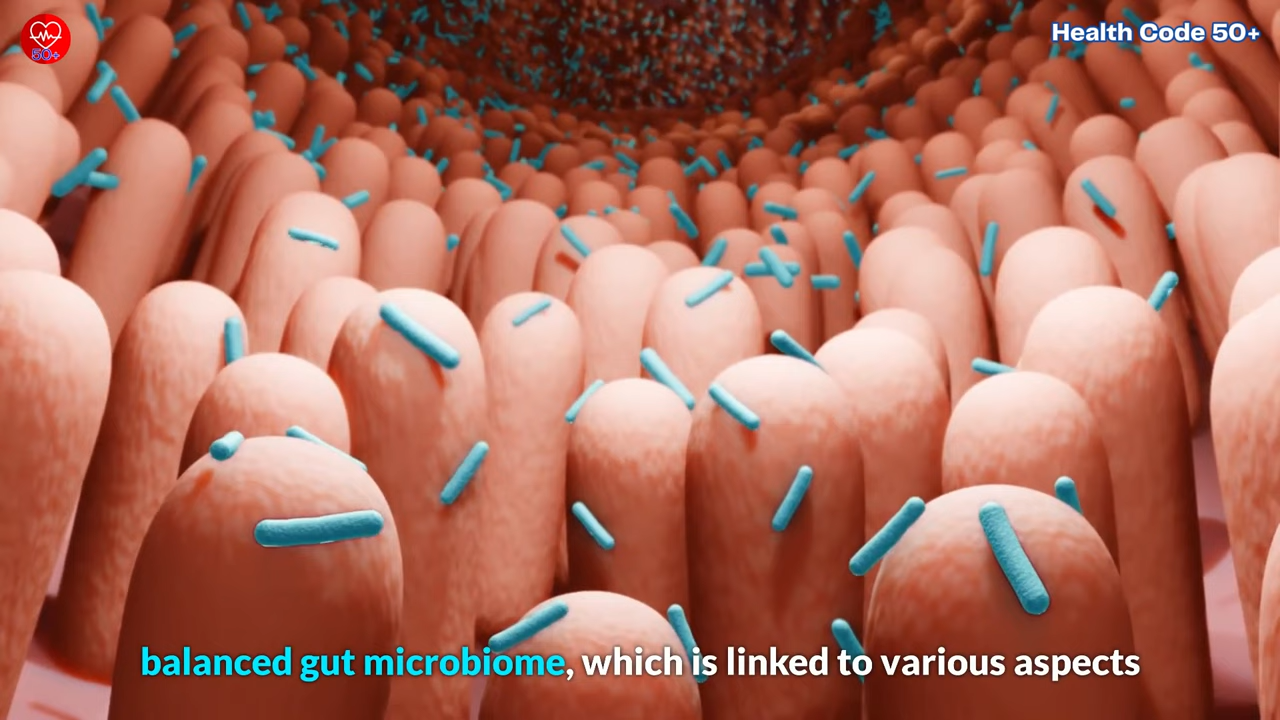 50+
Health Code 50+
balanced gut microbiome, which is linked to various aspects